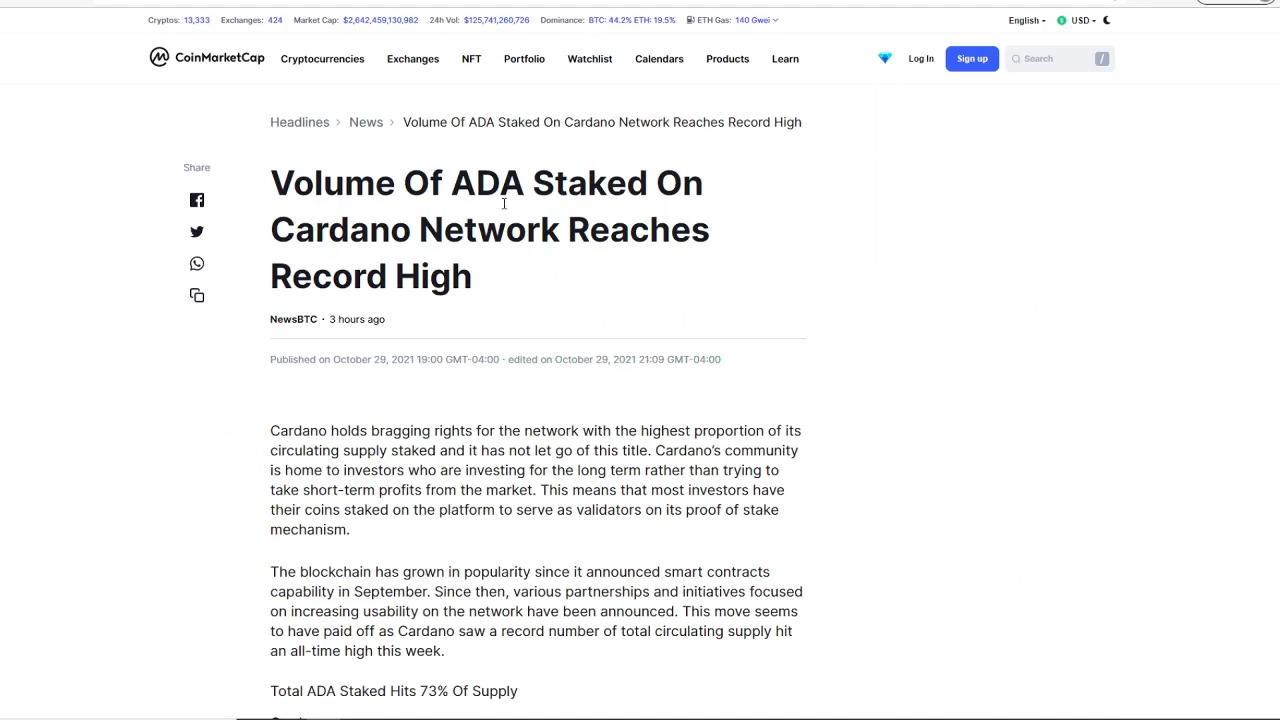 Cryptos: 13,333 Exchanges: 424 Market Cap: $2,642,459,130,982 24h Vol: $125,741,260,726 Dominance: BTC: 44.2% ETH: 19.5% ETH Gas: 140 Gwei English USD
CoinMarketCap Cryptocurrencies Exchanges NFT Portfolio Watchlist Calendars Products Learn Log In Sign up Search /
Headlines > News > Volume Of ADA Staked On Cardano Network Reaches Record High
Share
Volume Of ADA Staked On
Cardano Network Reaches
Record High
NewsBTC · 3 hours ago
Published on October 29, 2021 19:00 GMT-04:00 · edited on October 29, 2021 21:09 GMT-04:00
Cardano holds bragging rights for the network with the highest proportion of its
circulating supply staked and it has not let go of this title. Cardano's community
is home to investors who are investing for the long term rather than trying to
take short-term profits from the market. This means that most investors have
their coins staked on the platform to serve as validators on its proof of stake
mechanism.
The blockchain has grown in popularity since it announced smart contracts
capability in September. Since then, various partnerships and initiatives focused
on increasing usability on the network have been announced. This move seems
to have paid off as Cardano saw a record number of total circulating supply hit
an all-time high this week.
Total ADA Staked Hits 73% Of Supply